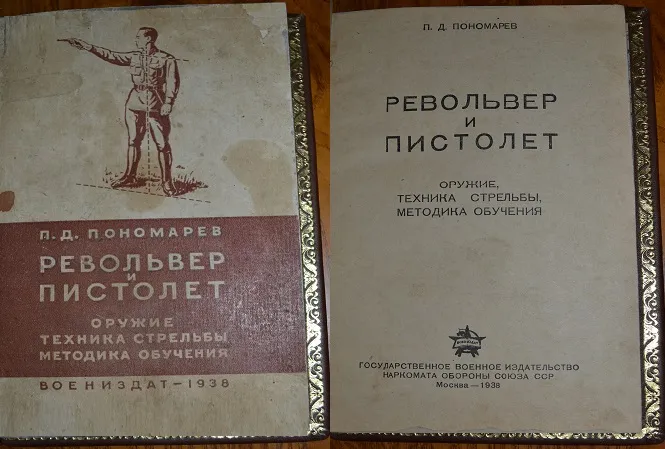 П. Д. ПОНОМАРЕВ
РЕВОЛЬВЕР
и
ПИСТОЛЕТ
ОРУЖИЕ
ТЕХНИКА СТРЕЛЬБЫ
МЕТОДИКА ОБУЧЕНИЯ
ВОЕНИЗДАТ—1938
П. Д. ПОНОМАРЕВ
РЕВОЛЬВЕР
И
ПИСТОЛЕТ
ОРУЖИЕ,
ТЕХНИКА СТРЕЛЬБЫ,
МЕТОДИКА ОБУЧЕНИЯ
ВОЕНИЗДАТ
ГОСУДАРСТВЕННОЕ ВОЕННОЕ ИЗДАТЕЛЬСТВО
НАРКОМАТА ОБОРОНЫ СОЮЗА ССР
Москва—1938